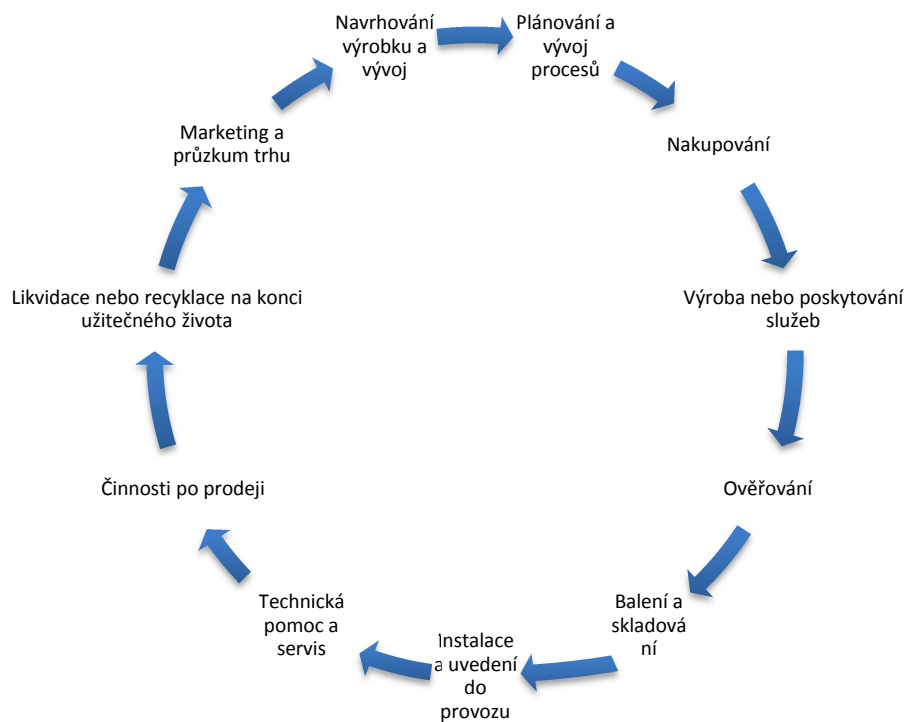 Navrhování
výrobku a
vývoj
Plánování a
vývoj
procesů
Nakupování
Výroba nebo poskytování
služeb
Ověřování
Balení a
skladová
ní
Instalace
a uvedení
do
provozu
Technická
pomoc a
servis
Činnosti po prodeji
Likvidace nebo recyklace na konci
užitečného života
Marketing a
průzkum trhu